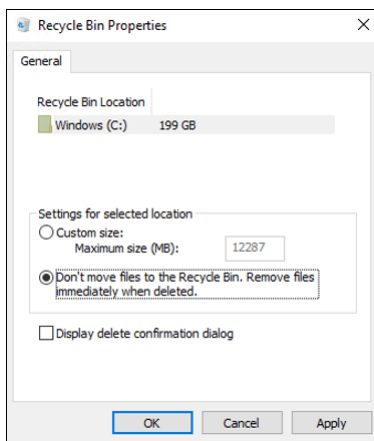 Recycle Bin Properties
General
Recycle Bin Location
Windows (C:) 199 GB
Settings for selected location
Custom size:
Maximum size (MB): 12287
Don't move files to the Recycle Bin. Remove files
immediately when deleted.
Display delete confirmation dialog
OK Cancel Apply